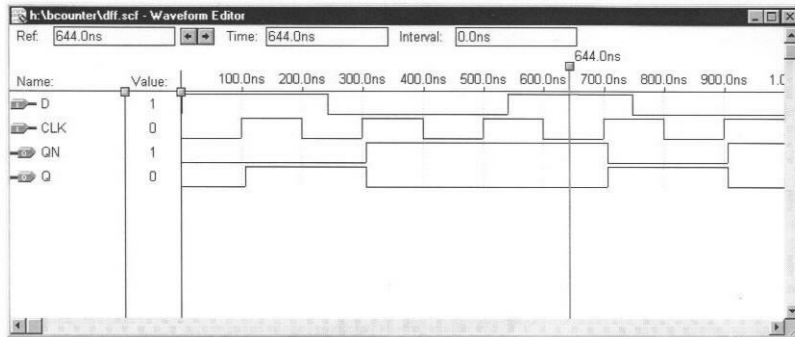 h:\bcounter\dff.scf - Waveform Editor
Ref: 644.0ns Time: 644.0ns Interval: 0.0ns
644.0ns
Name: Value: 100.0ns 200.0ns 300.0ns 400.0ns 500.0ns 600.0ns 700.0ns 800.0ns 900.0ns 1.0
D 1
CLK 0
QN 1
Q 0